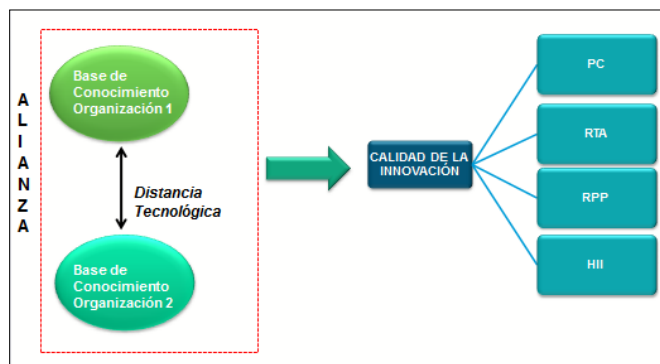 ALIANZA
Base de
Conocimiento
Organización 1
Distancia
Tecnológica
Base de
Conocimiento
Organización 2
CALIDAD DE LA
INNOVACIÓN
PC
RTA
RPP
HII